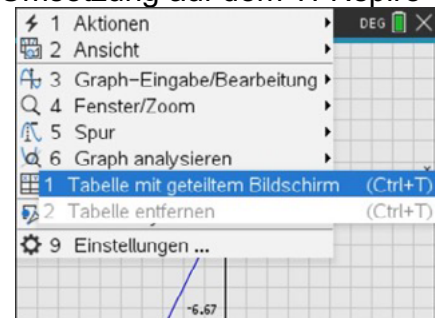 Umsetzung auf dem TI-Nspire
1 Aktionen
DEG
2 Ansicht
3 Graph-Eingabe/Bearbeitung
4 Fenster/Zoom
5 Spur
6 Graph analysieren
1 Tabelle mit geteiltem Bildschirm (Ctrl+T)
2 Tabelle entfernen (Ctrl+T)
9 Einstellungen ...
-6.67
x